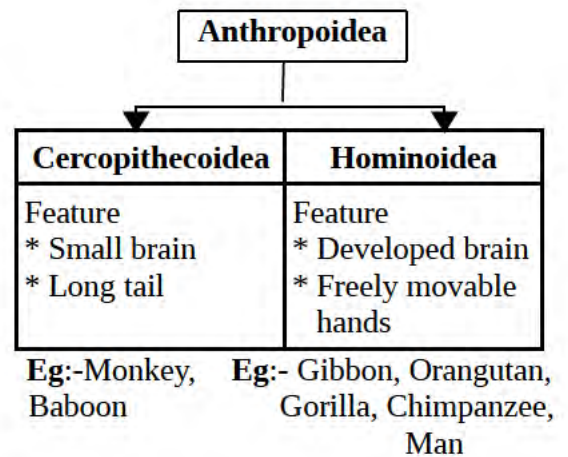 Anthropoidea
Cercopithecoidea
Feature
* Small brain
* Long tail
Eg:-Monkey,
Baboon
Hominoidea
Feature
* Developed brain
* Freely movable
hands
Eg:- Gibbon, Orangutan,
Gorilla, Chimpanzee,
Man